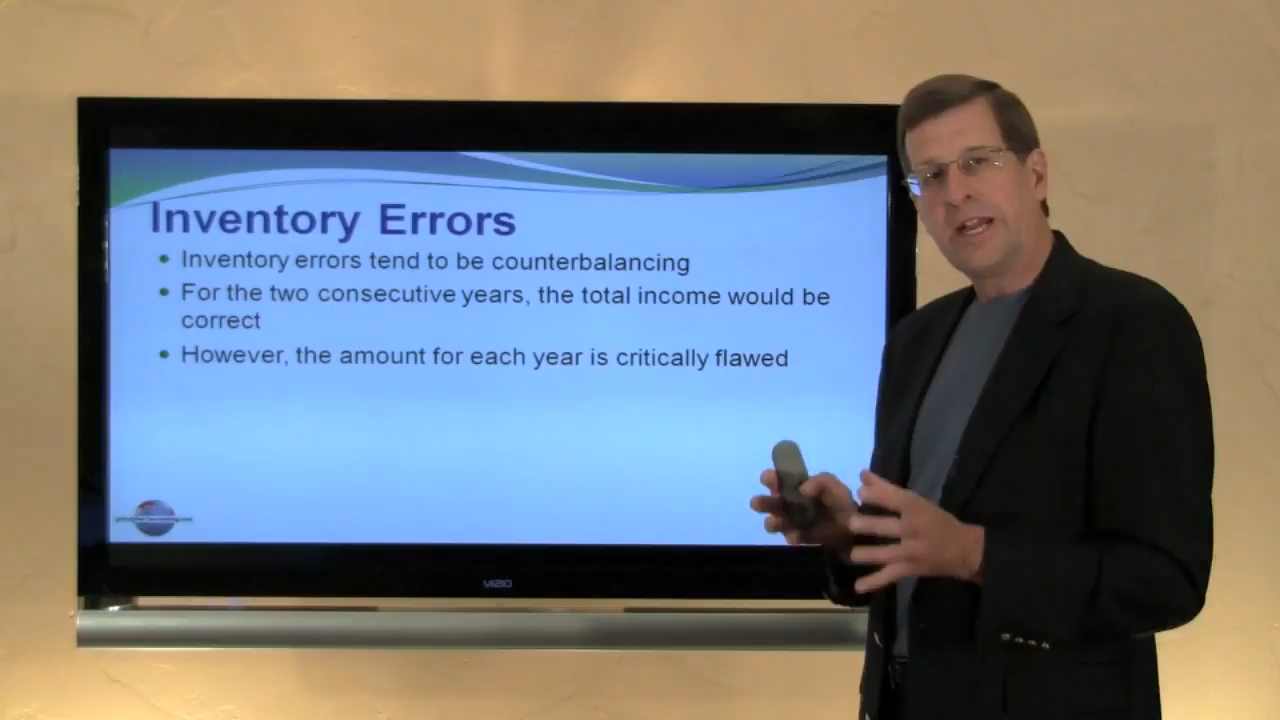 Inventory Errors
• Inventory errors tend to be counterbalancing
• For the two consecutive years, the total income would be
correct
• However, the amount for each year is critically flawed
VIZIO